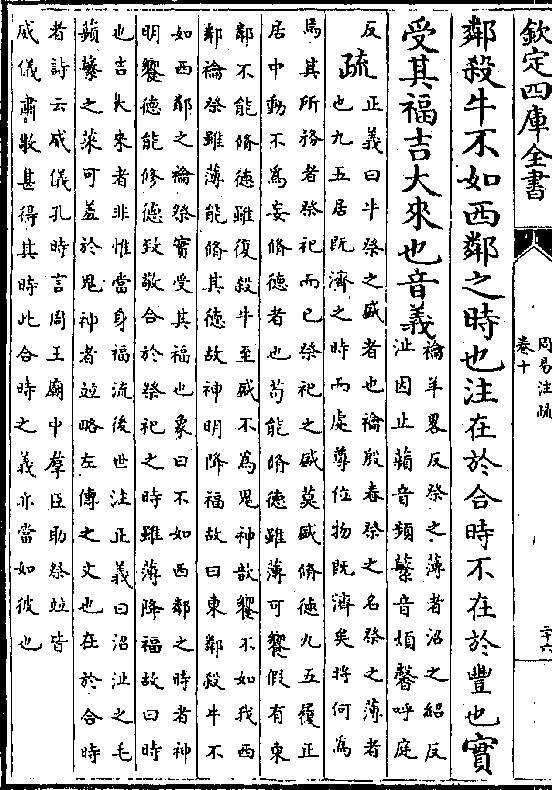 欽定四庫全書
周易注疏
卷十
二十六
鄰殺牛不如西鄰之時也注在於合時不在於豐也實
受其福吉大來也音義
禴羊畧反祭之薄者沼之紹反
沚因止蘋音頻蘩音煩馨呼庭
反
疏
正義曰牛祭之盛者也禴殷春祭之名祭之薄者
也九五居既濟之時而處尊位物既濟矣將何為
焉其所務者祭祀而已祭祀之盛莫盛脩徳九五履正
居中動不為妄脩徳者也茍能脩徳雖薄可饗假有東
鄰不能脩徳雖復殺牛至盛不為鬼神歆饗不如我西
鄰禴祭雖薄能脩其徳故神明降福故曰東鄰殺牛不
如西鄰之禴祭實受其福也象曰不如西鄰之時者神
明饗徳能修徳致敬合於祭祀之時雖薄降福故曰時
也吉大來者非惟當身福流後世注正義曰沼沚之毛
蘋蘩之菜可羞於鬼神者並略左傳之文也在於合時
者詩云威儀孔時言周王廟中羣臣助祭並皆
威儀肅敬甚得其時此合時之義亦當如彼也